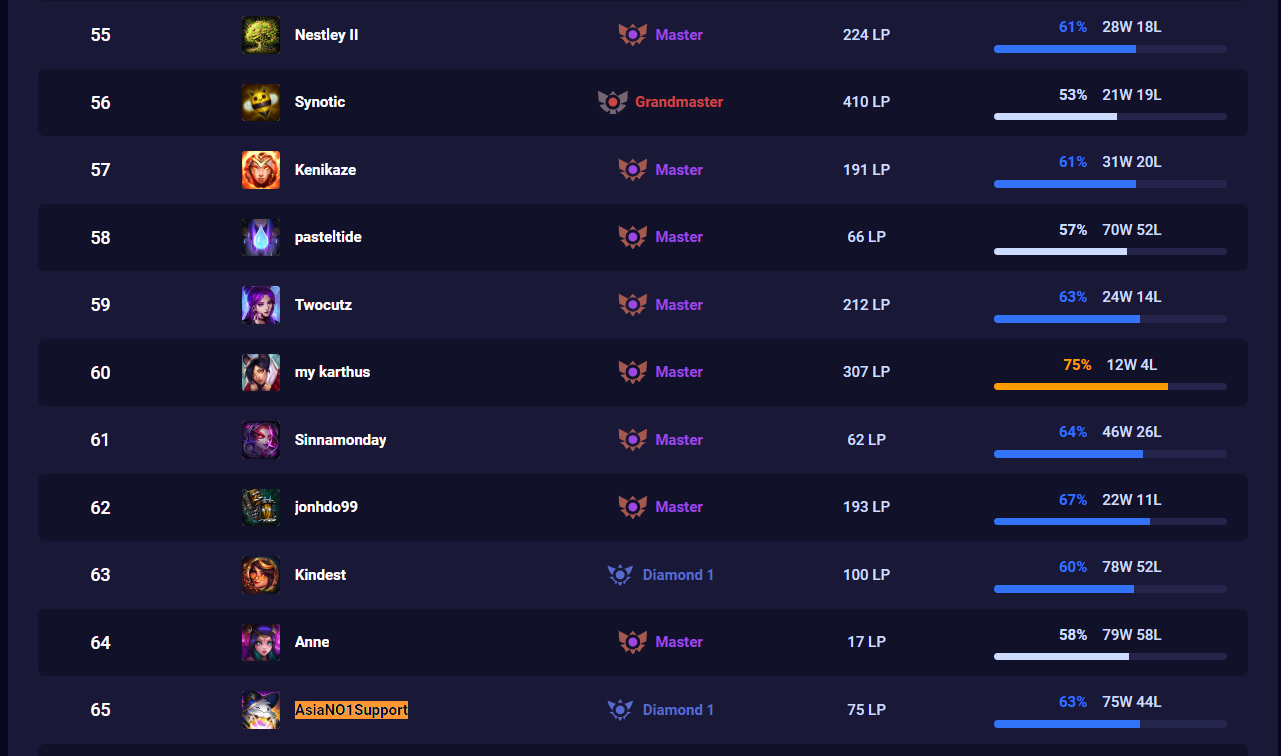 55 Nestley II Master 224 LP 61% 28W 18L
56 Synotic Grandmaster 410 LP 53% 21W 19L
57 Kenikaze Master 191 LP 61% 31W 20L
58 pasteltide Master 66 LP 57% 70W 52L
59 Twocutz Master 212 LP 63% 24W 14L
60 my karthus Master 307 LP 75% 12W 4L
61 Sinnamonday Master 62 LP 64% 46W 26L
62 jonhdo99 Master 193 LP 67% 22W 11L
63 Kindest Diamond 1 100 LP 60% 78W 52L
64 Anne Master 17 LP 58% 79W 58L
65 AsiaNO1Support Diamond 1 75 LP 63% 75W 44L